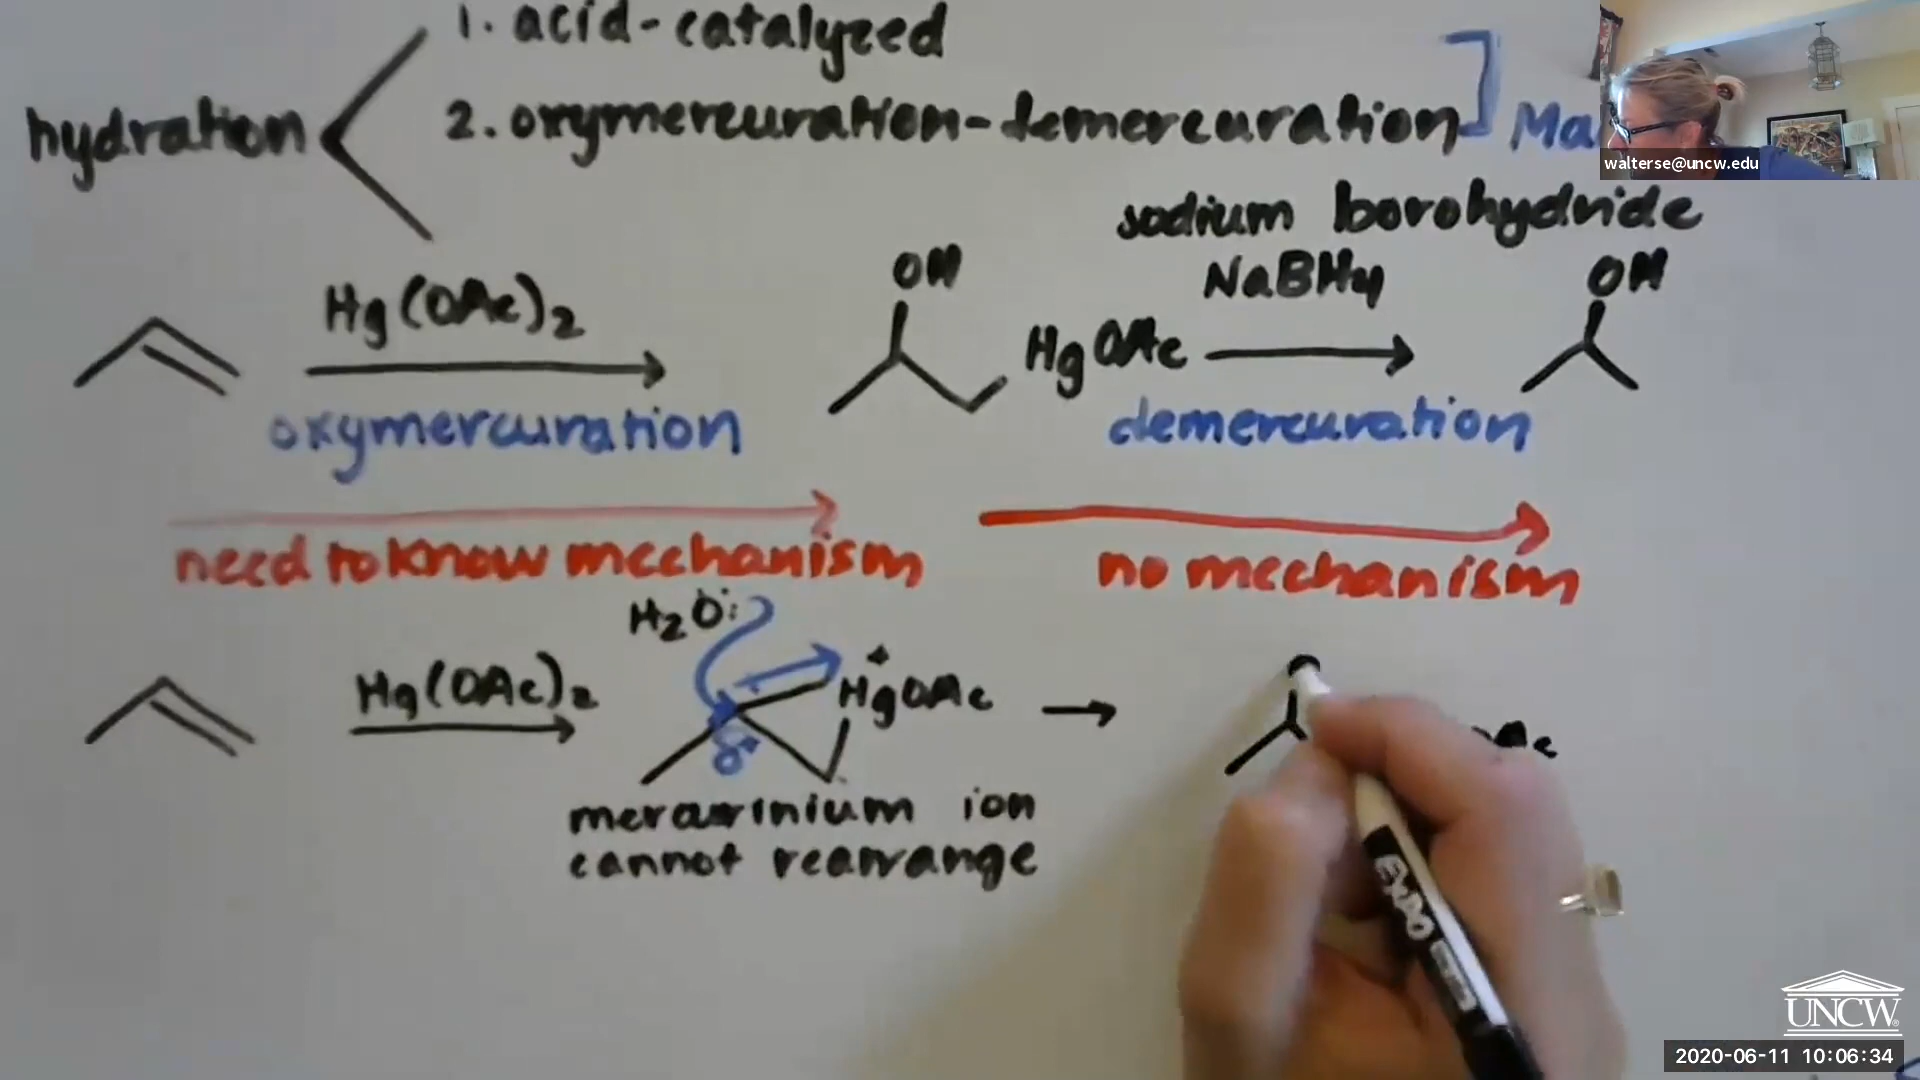 1. acid-catalyzed
hydration
2. oxymercuration-demercuration] Ma
walterse@uncw.edu
sodium borohydride
OH
Hg(OAc)2
HgOAc
NaBH4
OH
oxymercuration
demercuration
need to know mechanism
no mechanism
H2O:
Hg(OAc)2
+
HgOAc
δ+
Ac
mercurinium ion
cannot rearrange
EXPO
UNCW
2020-06-11 10:06:34